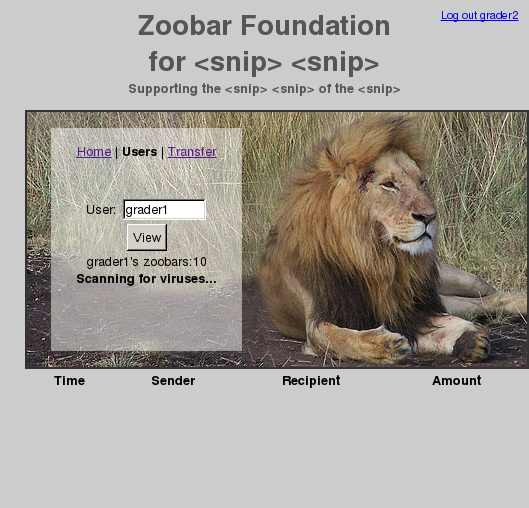 Log out grader2
Zoobar Foundation
for <snip> <snip>
Supporting the <snip> <snip> of the <snip>
Home | Users | Transfer
User: grader1
View
grader1's zoobars:10
Scanning for viruses...
Time Sender Recipient Amount